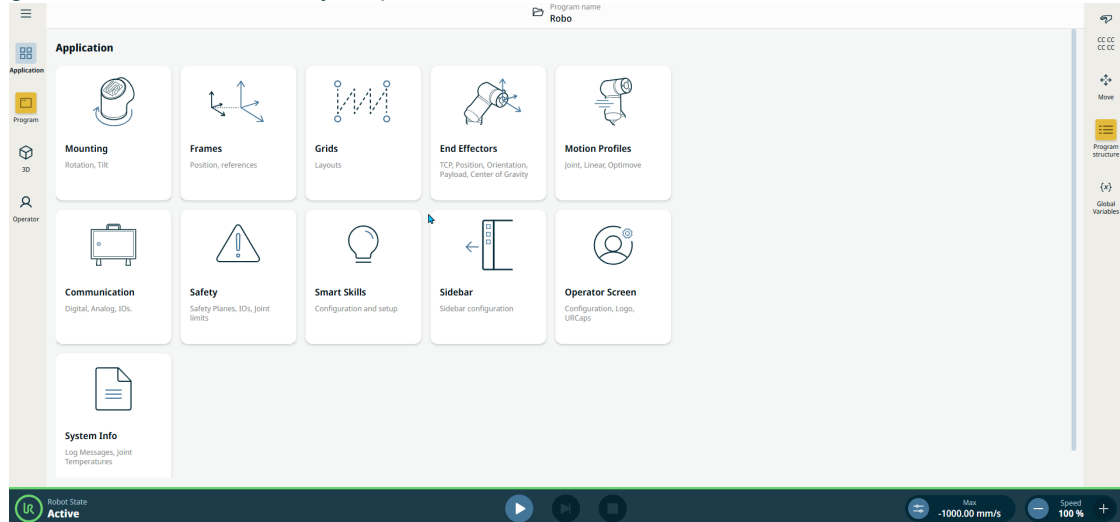 Program name
Robo
Application
Application
Program
3D
Operator
Mounting
Rotation, Tilt
Frames
Position, references
Grids
Layouts
End Effectors
TCP, Position, Orientation,
Payload, Center of Gravity
Motion Profiles
Joint, Linear, Optimove
Communication
Digital, Analog, IOs.
Safety
Safety Planes, IOs, Joint
limits
Smart Skills
Configuration and setup
Sidebar
Sidebar configuration
Operator Screen
Configuration, Logo,
URCaps
System Info
Log Messages, Joint
Temperatures
CC CC
CC CC
Move
Program
structure
{x}
Global
Variables
Robot State
Active
Max
-1000.00 mm/s
Speed
100 %